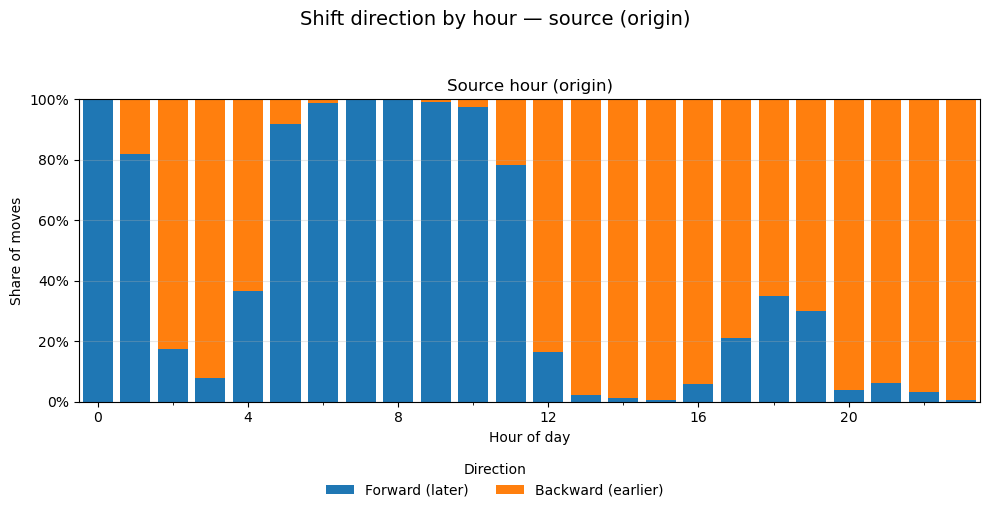 Shift direction by hour — source (origin)
Source hour (origin)
100%
80%
60%
40%
20%
0%
Share of moves
0 4 8 12 16 20
Hour of day
Direction
Forward (later) Backward (earlier)